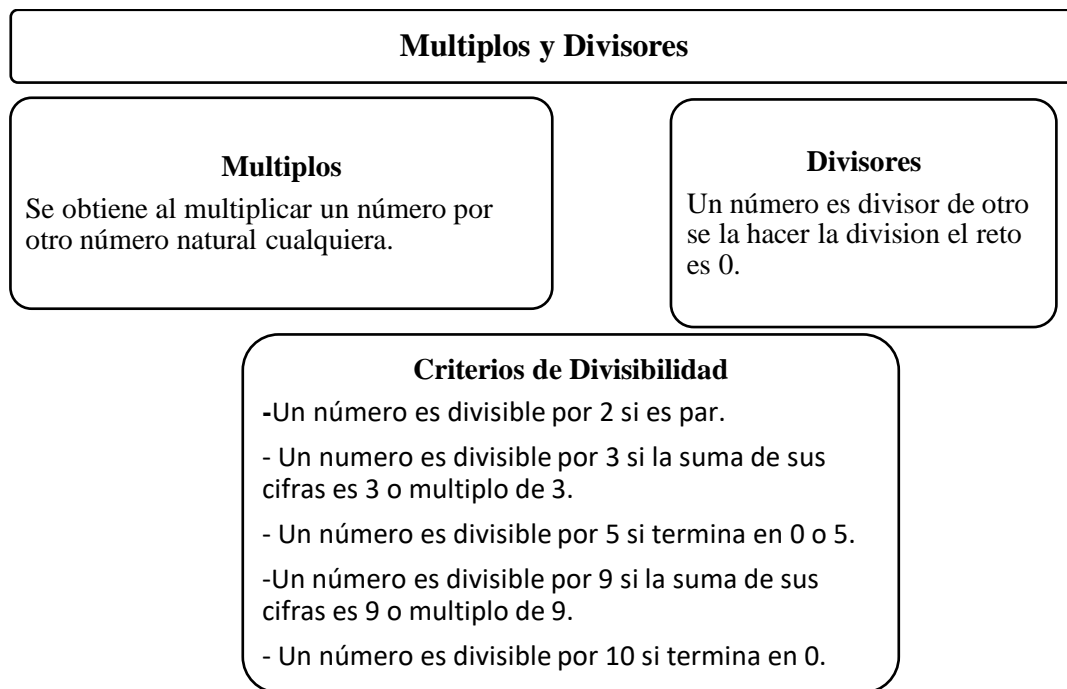 Multiplos y Divisores
Multiplos
Se obtiene al multiplicar un número por
otro número natural cualquiera.
Divisores
Un número es divisor de otro
se la hacer la division el reto
es 0.
Criterios de Divisibilidad
-Un número es divisible por 2 si es par.
- Un numero es divisible por 3 si la suma de sus
cifras es 3 o multiplo de 3.
- Un número es divisible por 5 si termina en 0 o 5.
-Un número es divisible por 9 si la suma de sus
cifras es 9 o multiplo de 9.
- Un número es divisible por 10 si termina en 0.